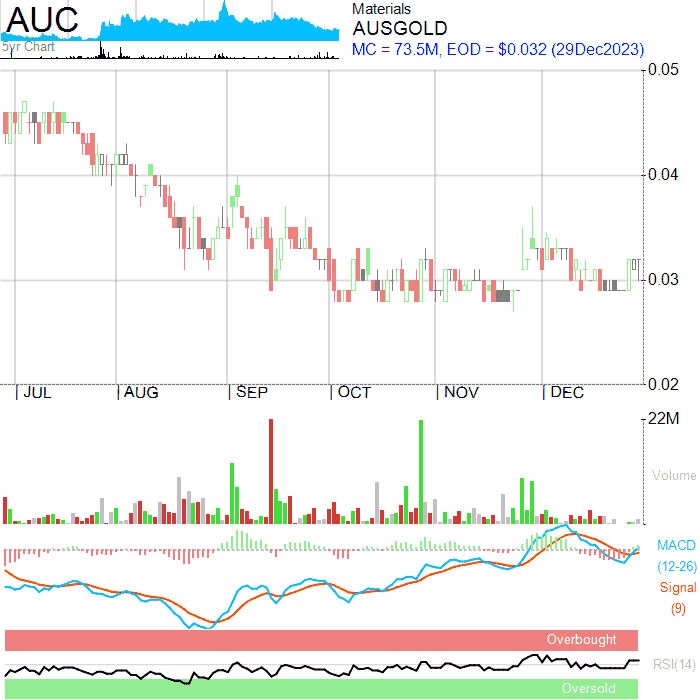 AUC
5yr Chart
Materials
AUSGOLD
MC = 73.5M, EOD = $0.032 (29Dec2023)
0.05
0.04
0.03
0.02
JUL AUG SEP OCT NOV DEC
22M
Volume
MACD
(12-26)
Signal
(9)
Overbought
RSI(14)
Oversold